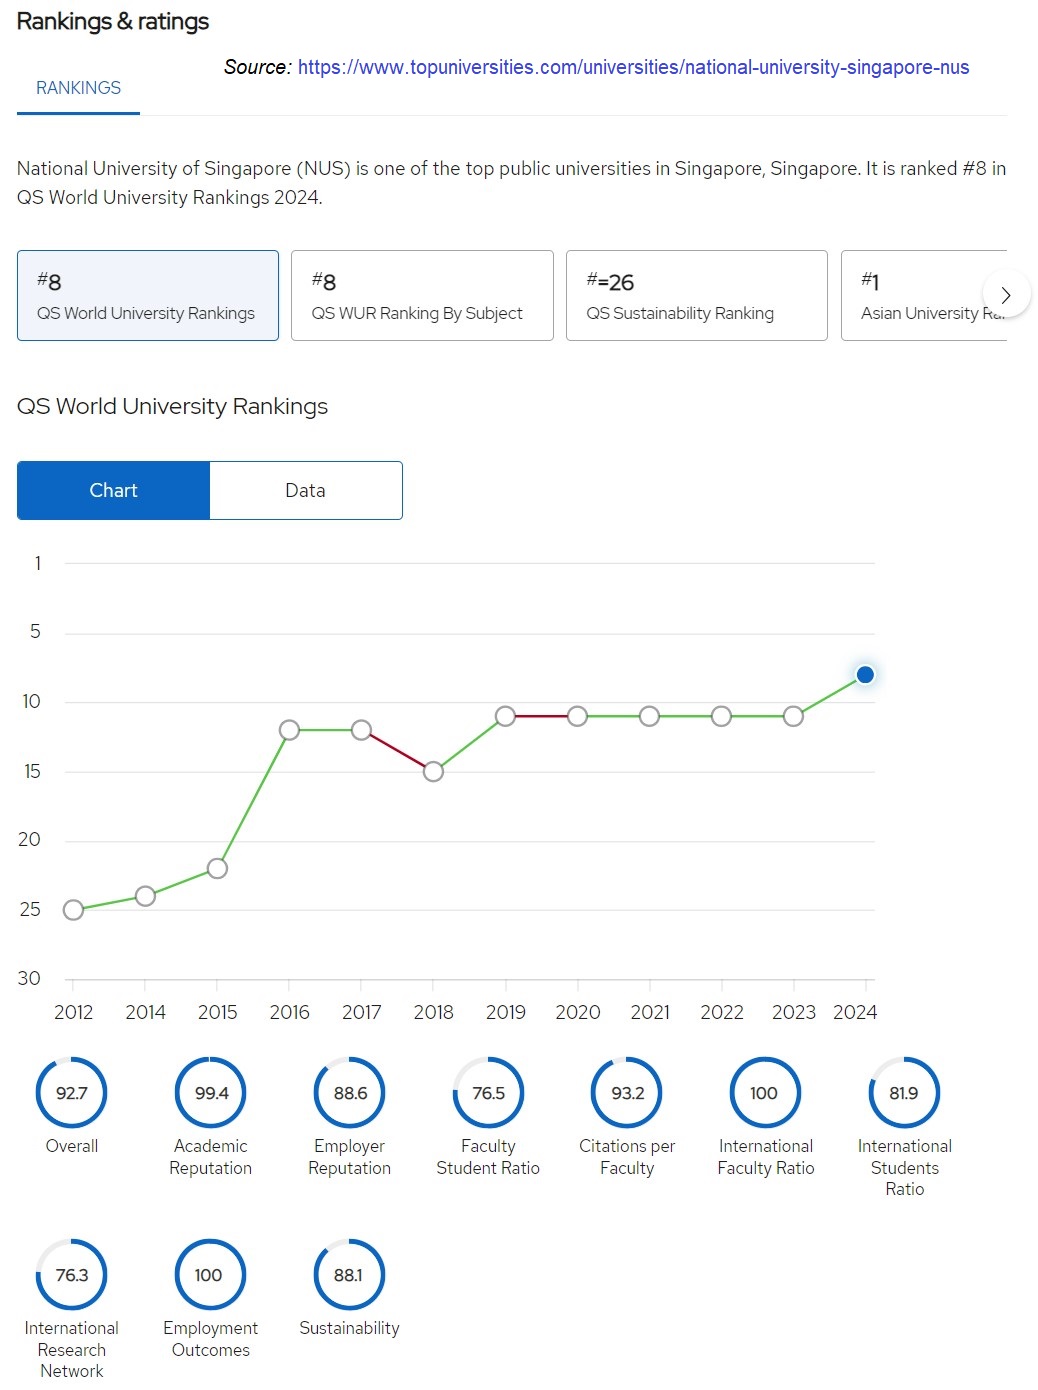 Rankings & ratings
Source: https://www.topuniversities.com/universities/national-university-singapore-nus
RANKINGS
National University of Singapore (NUS) is one of the top public universities in Singapore, Singapore. It is ranked #8 in
QS World University Rankings 2024.
#8
QS World University Rankings
#8
QS WUR Ranking By Subject
#=26
QS Sustainability Ranking
#1
Asian University
QS World University Rankings
Chart
Data
1
5
10
15
20
25
30
2012 2014 2015 2016 2017 2018 2019 2020 2021 2022 2023 2024
92.7
Overall
99.4
Academic
Reputation
88.6
Employer
Reputation
76.5
Faculty
Student Ratio
93.2
Citations per
Faculty
100
International
Faculty Ratio
81.9
International
Students
Ratio
76.3
International
Research
Network
100
Employment
Outcomes
88.1
Sustainability